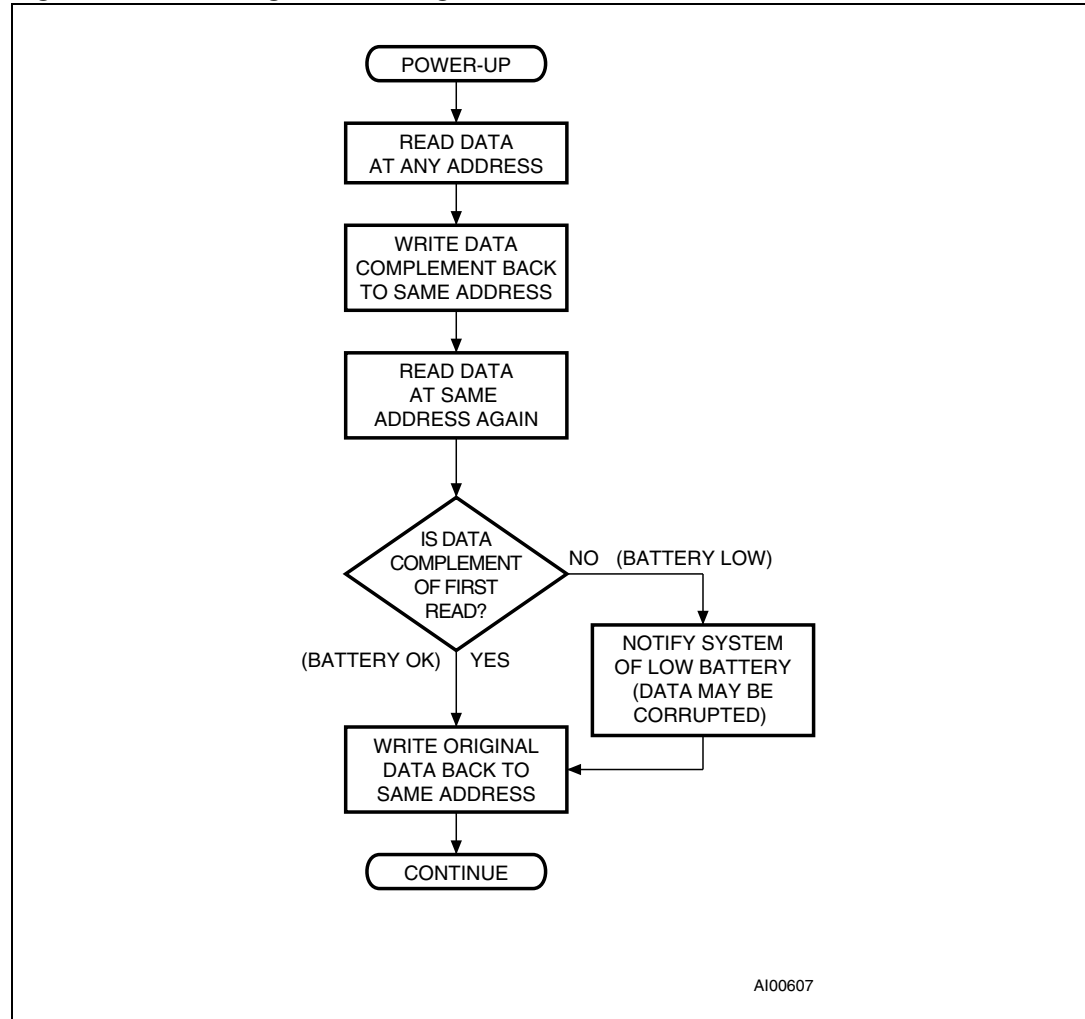 POWER-UP
READ DATA
AT ANY ADDRESS
WRITE DATA
COMPLEMENT BACK
TO SAME ADDRESS
READ DATA
AT SAME
ADDRESS AGAIN
IS DATA
COMPLEMENT
OF FIRST
READ?
NO (BATTERY LOW)
NOTIFY SYSTEM
OF LOW BATTERY
(DATA MAY BE
CORRUPTED)
(BATTERY OK) YES
WRITE ORIGINAL
DATA BACK TO
SAME ADDRESS
CONTINUE
AI00607